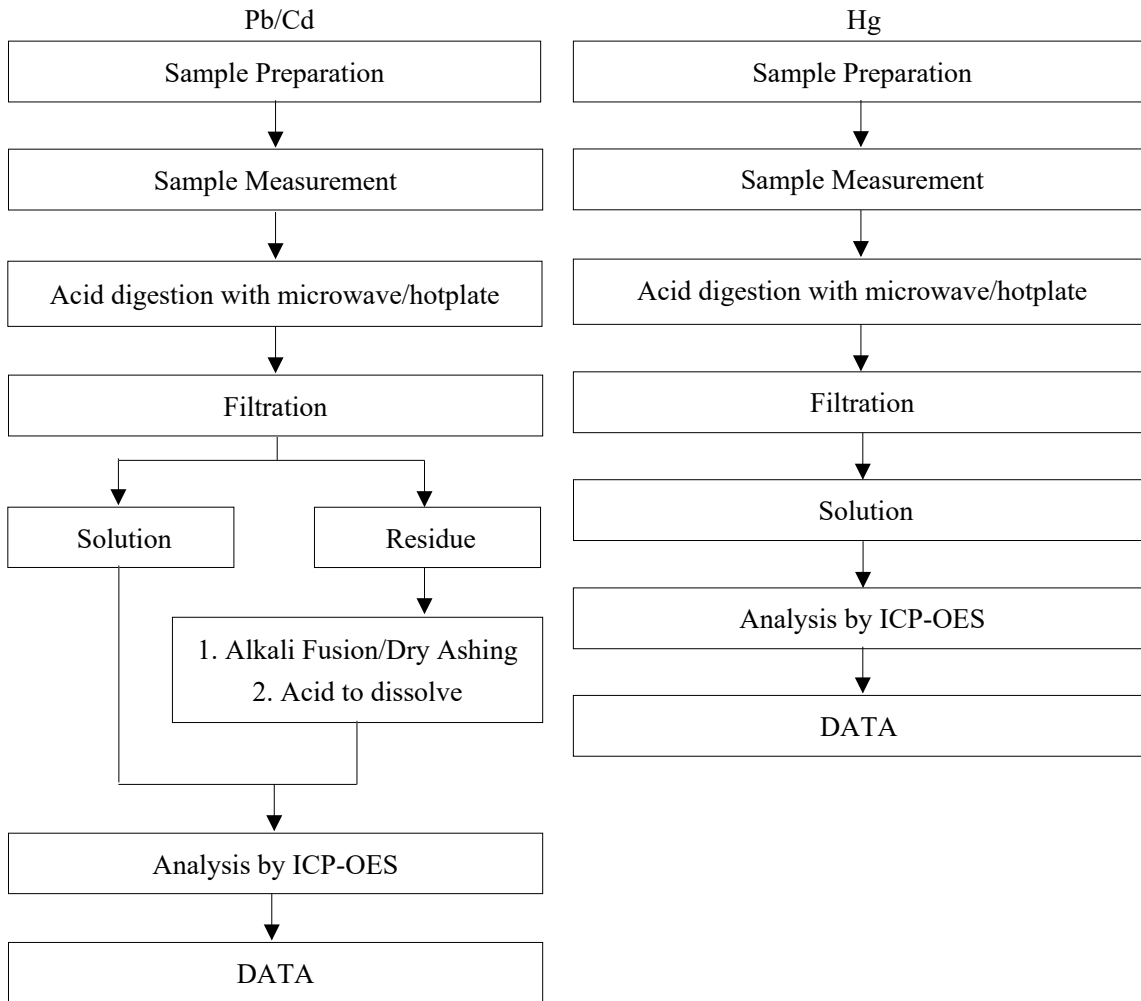 Pb/Cd
Sample Preparation
Sample Measurement
Acid digestion with microwave/hotplate
Filtration
Solution
Residue
1. Alkali Fusion/Dry Ashing
2. Acid to dissolve
Analysis by ICP-OES
DATA
Hg
Sample Preparation
Sample Measurement
Acid digestion with microwave/hotplate
Filtration
Solution
Analysis by ICP-OES
DATA